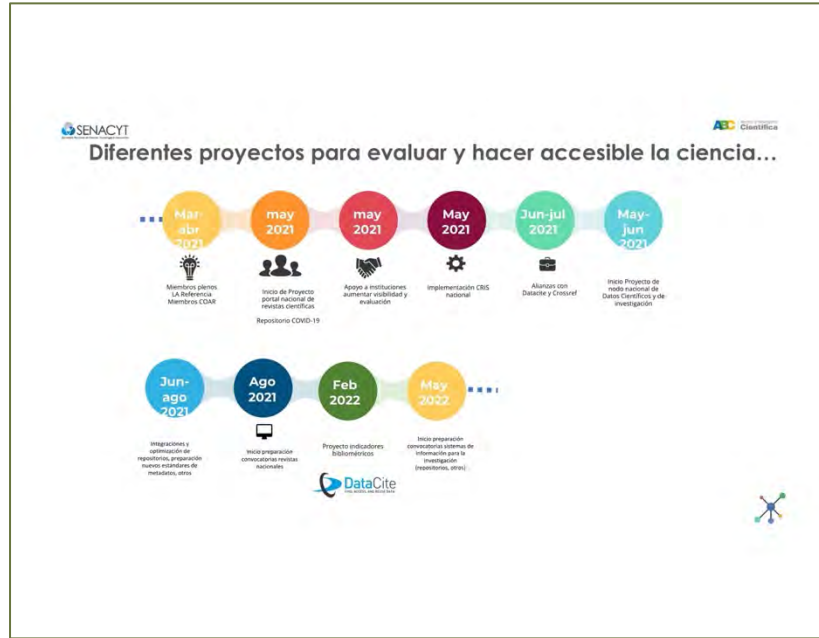 SENACYT
ABC Científica
Diferentes proyectos para evaluar y hacer accesible la ciencia...
Mar-
abr
2021
may
2021
may
2021
May
2021
Jun-jul
2021
May-
jun
2021
Miembros plenos
LA Referencia
Miembros COAR
Inicio de Proyecto
portal nacional de
revistas científicas
Repositorio COVID-19
Apoyo a instituciones
aumentar visibilidad y
evaluación
Implementación CRIS
nacional
Alianzas con
Datacite y Crossref
Inicio Proyecto de
nodo nacional de
Datos Científicos y de
investigación
Jun-
ago
2021
Ago
2021
Feb
2022
May
2022
Integraciones y
optimización de
repositorios, preparación
nuevos estándares de
metadatos, otros
Inicio preparación
convocatorias revistas
nacionales
Proyecto indicadores
bibliométricos
Inicio preparación
convocatorias sistemas de
información para la
investigación
(repositorios, otros)
DataCite